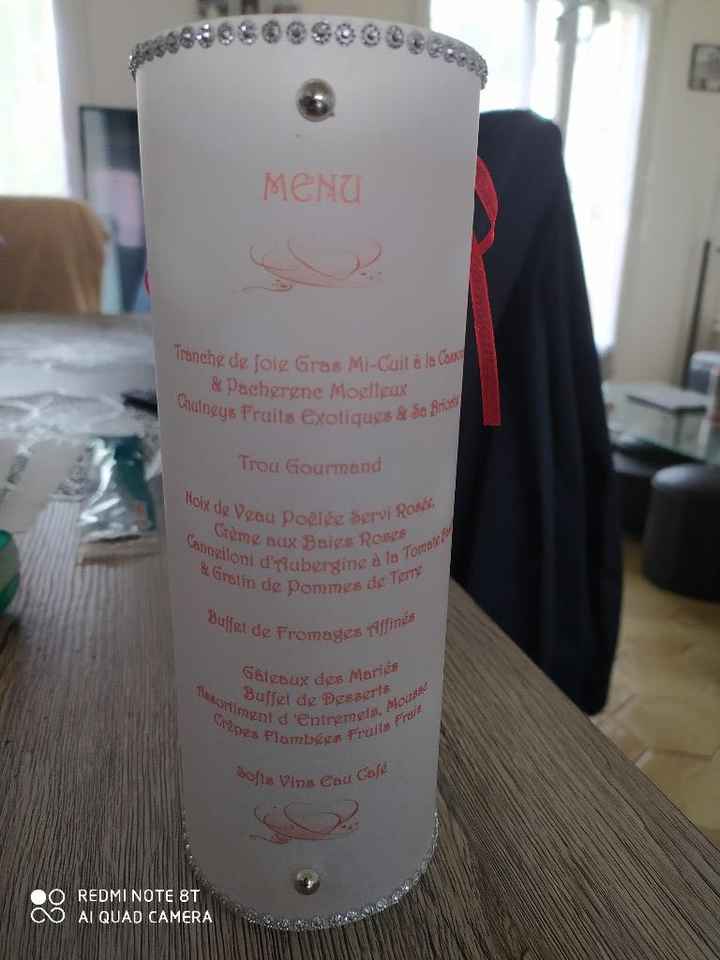 MENU
Tranche de foie Gras Mi-Cuit à la
& Pacherenc Moelleux
Chutneys Fruits Exotiques & Sa
Trou Gourmand
Noix de Veau Poêlée Servi Rosée,
Crème aux Baies Roses
Cannelloni d'Aubergine à la Tomate
& Gratin de Pommes de Terre
Buffet de Fromages Affinés
Gâteaux des Mariés
Buffet de Desserts
Assortiment d 'Entremets, Mousse
Crêpes Flambées Fruits Frais
Softs Vins Eau Café
REDMI NOTE 8T
AI QUAD CAMERA